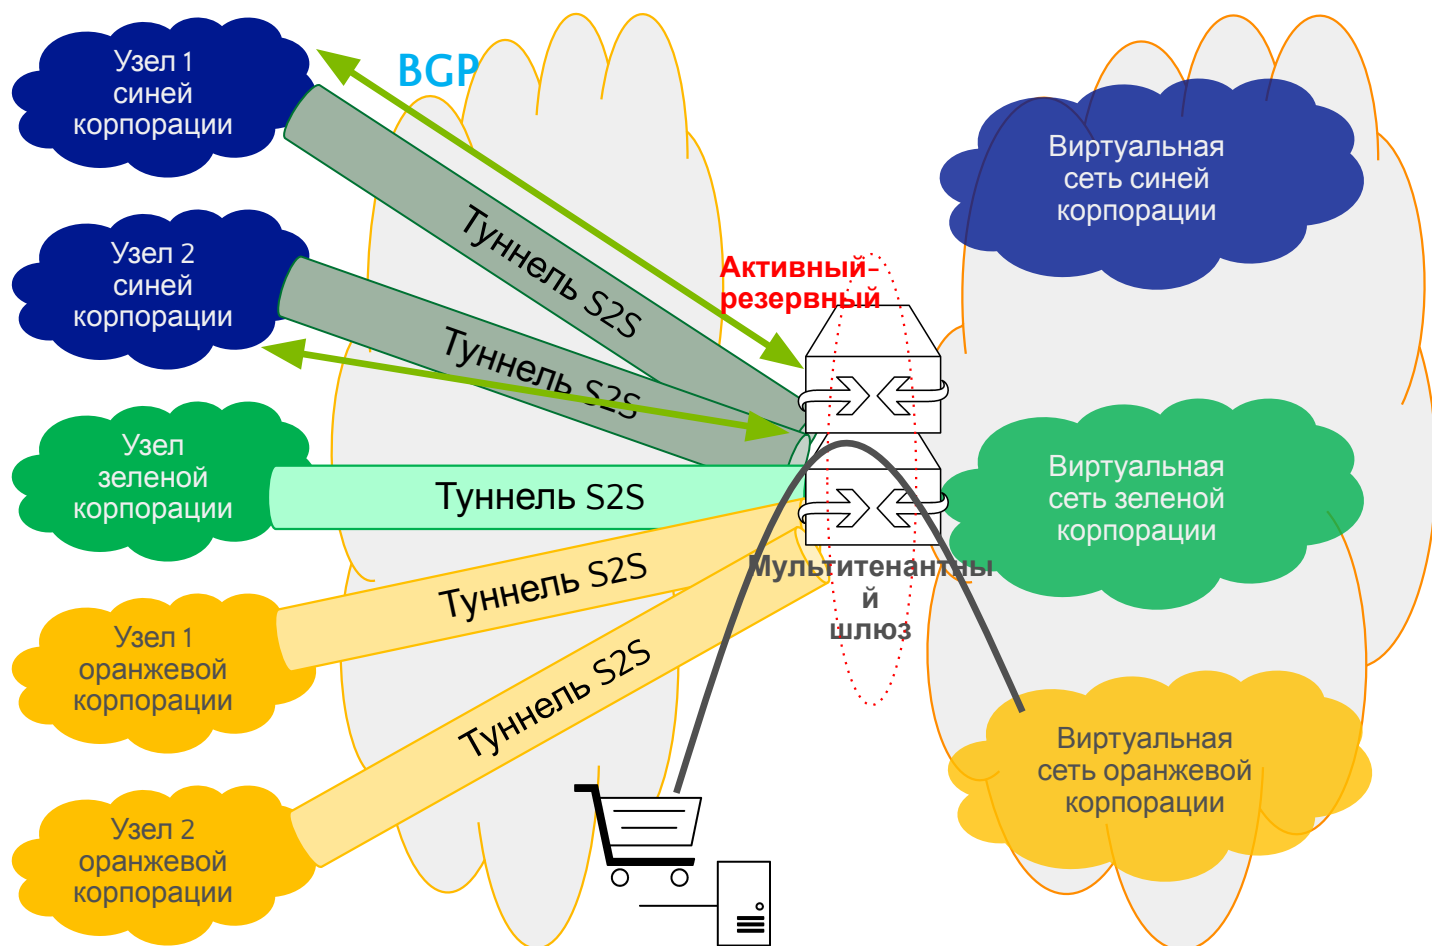 Узел 1
синей
корпорации
BGP
Туннель S2S
Узел 2
синей
корпорации
Туннель S2S
Активный-
резервный
Узел
зеленой
корпорации
Туннель S2S
Узел 1
оранжевой
корпорации
Туннель S2S
Узел 2
оранжевой
корпорации
Туннель S2S
Мультитенантны
й
шлюз
Виртуальная
сеть синей
корпорации
Виртуальная
сеть зеленой
корпорации
Виртуальная
сеть оранжевой
корпорации